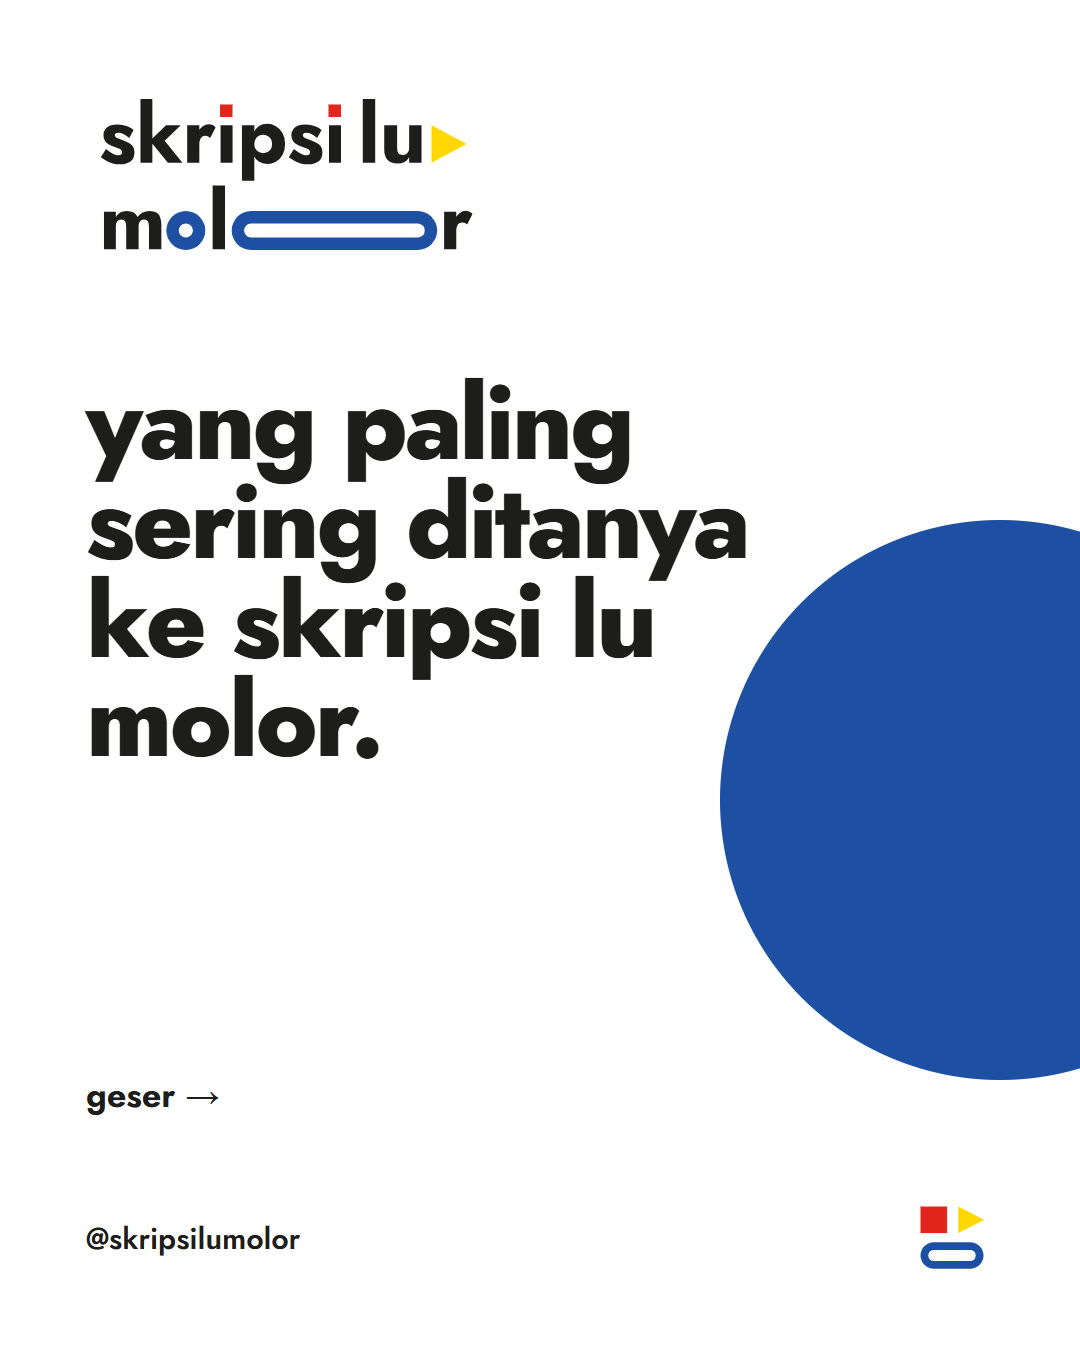 skripsi lu
molor
yang paling
sering ditanya
ke skripsi lu
molor.
geser →
@skripsilumolor